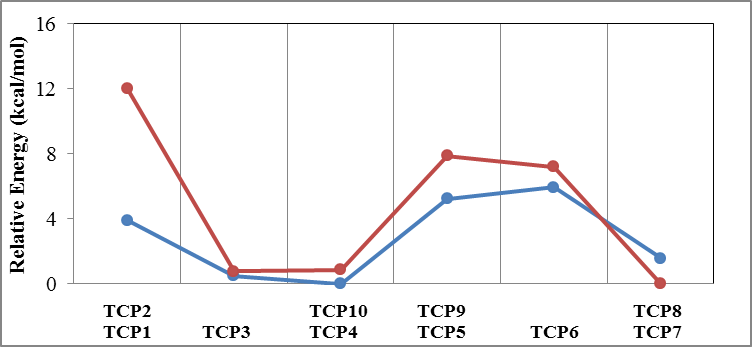 Relative Energy (kcal/mol)
16
12
8
4
0
TCP2 TCP10 TCP9 TCP8
TCP1 TCP3 TCP4 TCP5 TCP6 TCP7